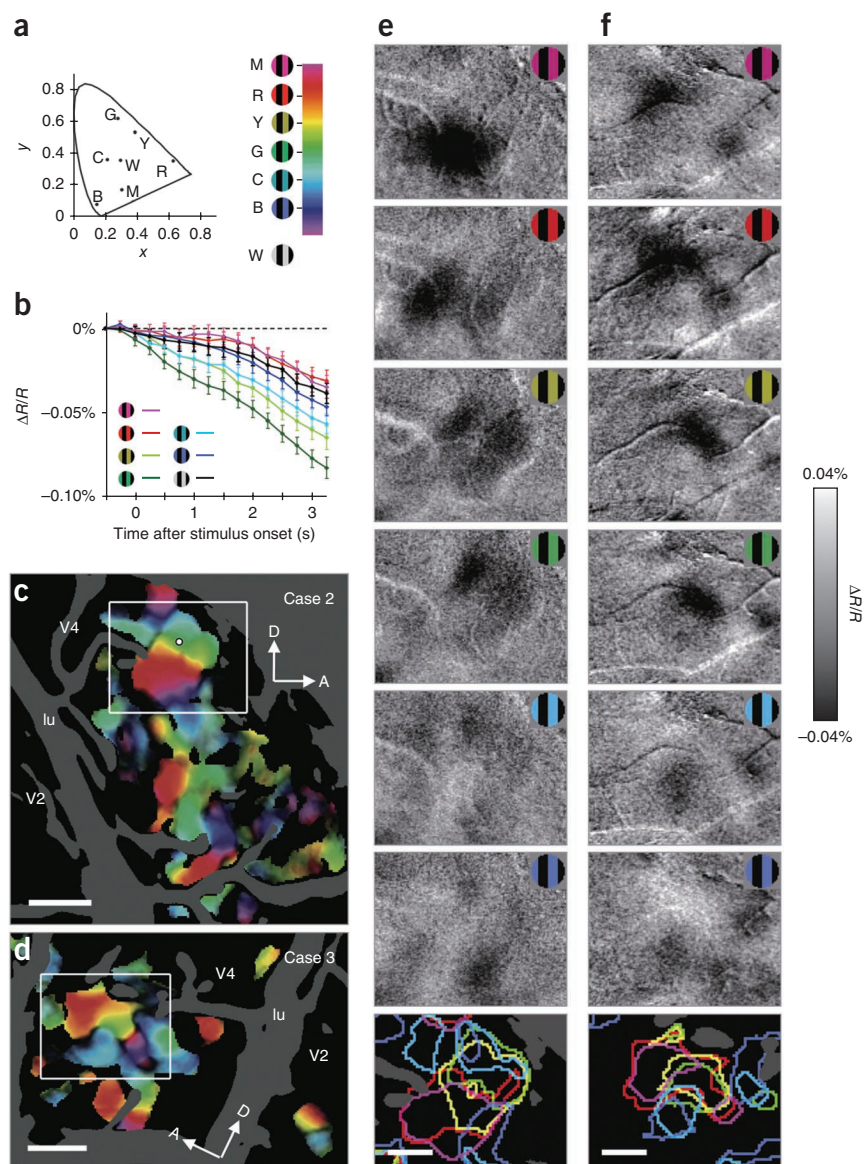 a
0.8
0.6
0.4
0.2
0
y
0 0.2 0.4 0.6 0.8
x
G
Y
C
W
R
M
B
M
R
Y
G
C
B
W
b
0%
–0.05%
–0.10%
ΔR/R
0 1 2 3
Time after stimulus onset (s)
c
Case 2
V4
D
A
lu
V2
d
Case 3
V4
lu
V2
A
D
e
f
0.04%
ΔR/R
–0.04%